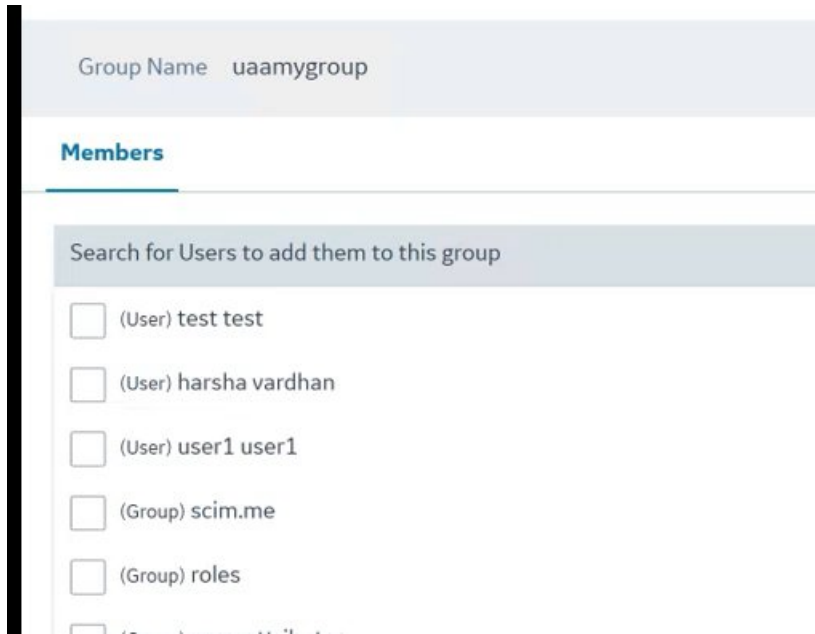 Group Name uaamygroup
Members
Search for Users to add them to this group
(User) test test
(User) harsha vardhan
(User) user1 user1
(Group) scim.me
(Group) roles